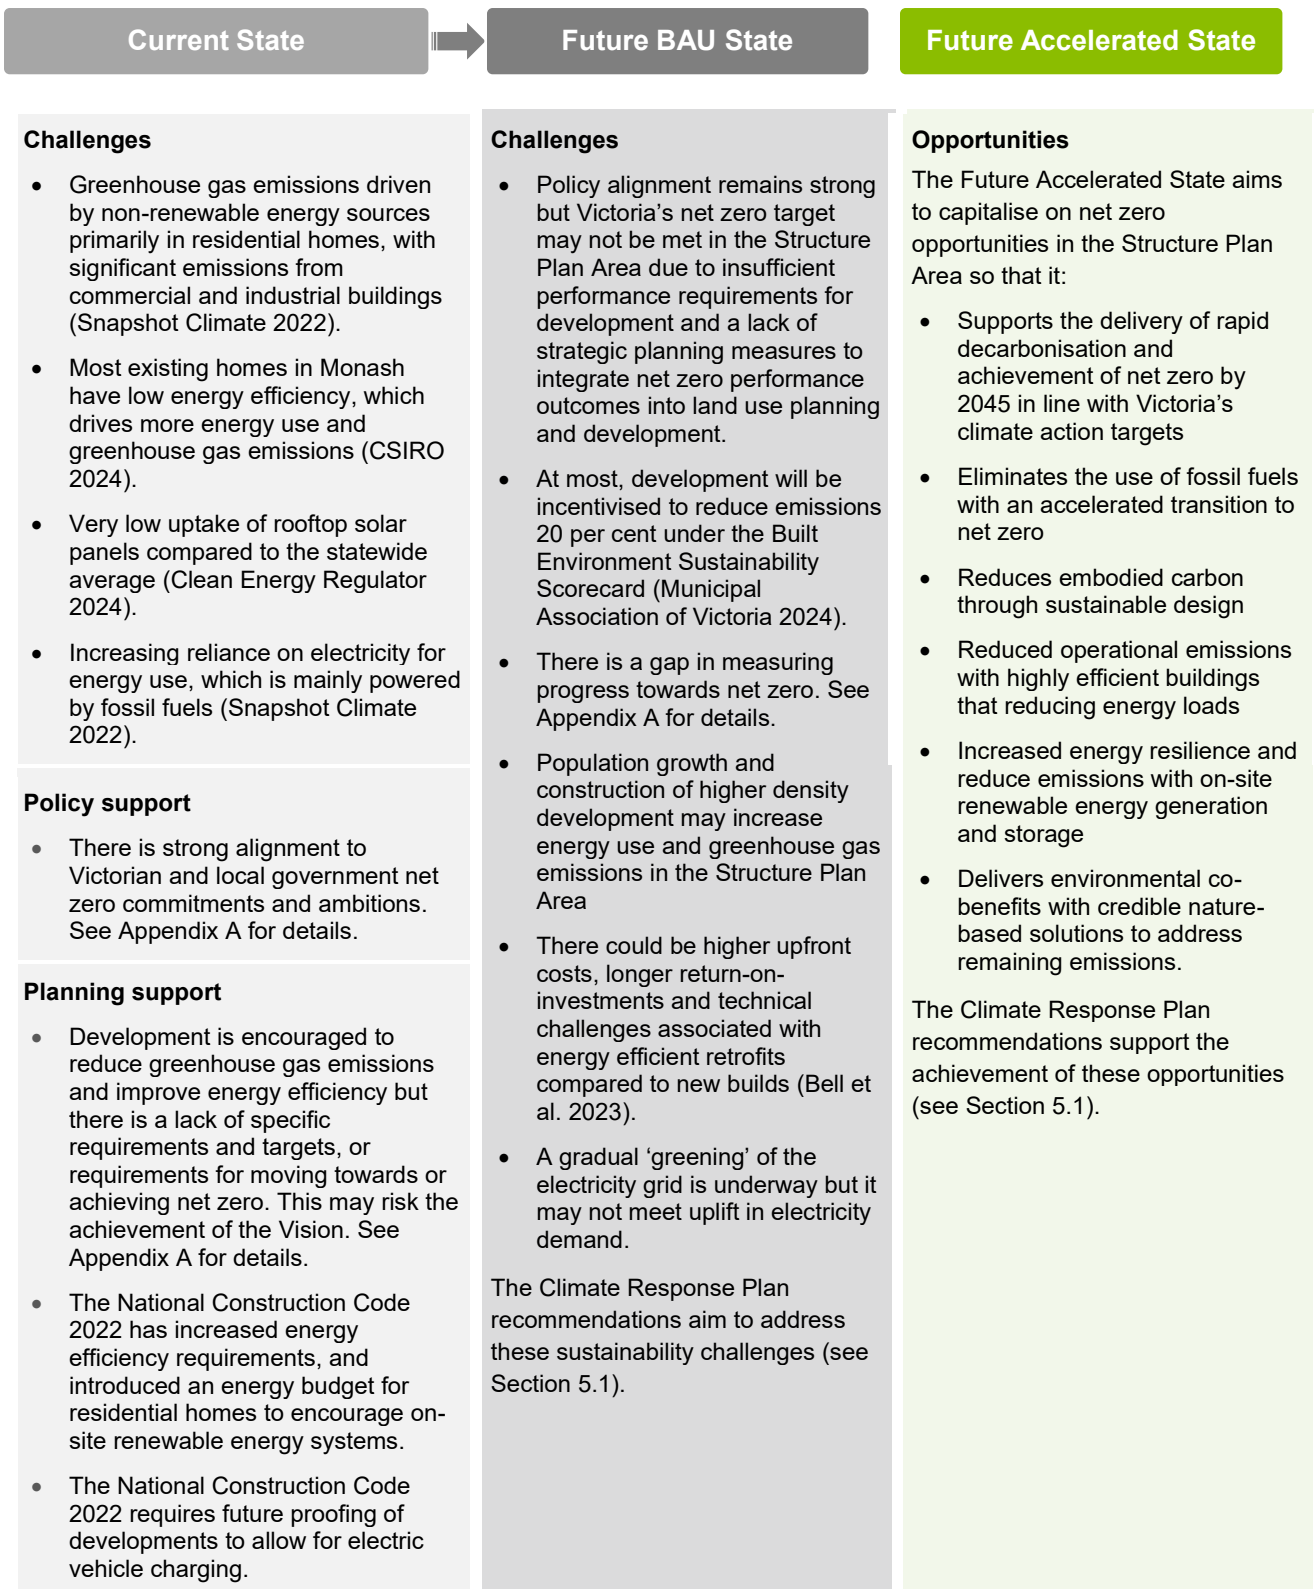 Current State
Future BAU State
Future Accelerated State
Challenges
• Greenhouse gas emissions driven
by non-renewable energy sources
primarily in residential homes, with
significant emissions from
commercial and industrial buildings
(Snapshot Climate 2022).
• Most existing homes in Monash
have low energy efficiency, which
drives more energy use and
greenhouse gas emissions (CSIRO
2024).
• Very low uptake of rooftop solar
panels compared to the statewide
average (Clean Energy Regulator
2024).
• Increasing reliance on electricity for
energy use, which is mainly powered
by fossil fuels (Snapshot Climate
2022).
Policy support
• There is strong alignment to
Victorian and local government net
zero commitments and ambitions.
See Appendix A for details.
Planning support
• Development is encouraged to
reduce greenhouse gas emissions
and improve energy efficiency but
there is a lack of specific
requirements and targets, or
requirements for moving towards or
achieving net zero. This may risk the
achievement of the Vision. See
Appendix A for details.
• The National Construction Code
2022 has increased energy
efficiency requirements, and
introduced an energy budget for
residential homes to encourage on-
site renewable energy systems.
• The National Construction Code
2022 requires future proofing of
developments to allow for electric
vehicle charging.
Challenges
• Policy alignment remains strong
but Victoria’s net zero target
may not be met in the Structure
Plan Area due to insufficient
performance requirements for
development and a lack of
strategic planning measures to
integrate net zero performance
outcomes into land use planning
and development.
• At most, development will be
incentivised to reduce emissions
20 per cent under the Built
Environment Sustainability
Scorecard (Municipal
Association of Victoria 2024).
• There is a gap in measuring
progress towards net zero. See
Appendix A for details.
• Population growth and
construction of higher density
development may increase
energy use and greenhouse gas
emissions in the Structure Plan
Area
• There could be higher upfront
costs, longer return-on-
investments and technical
challenges associated with
energy efficient retrofits
compared to new builds (Bell et
al. 2023).
• A gradual ‘greening’ of the
electricity grid is underway but it
may not meet uplift in electricity
demand.
The Climate Response Plan
recommendations aim to address
these sustainability challenges (see
Section 5.1).
Opportunities
The Future Accelerated State aims
to capitalise on net zero
opportunities in the Structure Plan
Area so that it:
• Supports the delivery of rapid
decarbonisation and
achievement of net zero by
2045 in line with Victoria’s
climate action targets
• Eliminates the use of fossil fuels
with an accelerated transition to
net zero
• Reduces embodied carbon
through sustainable design
• Reduced operational emissions
with highly efficient buildings
that reducing energy loads
• Increased energy resilience and
reduce emissions with on-site
renewable energy generation
and storage
• Delivers environmental co-
benefits with credible nature-
based solutions to address
remaining emissions.
The Climate Response Plan
recommendations support the
achievement of these opportunities
(see Section 5.1).